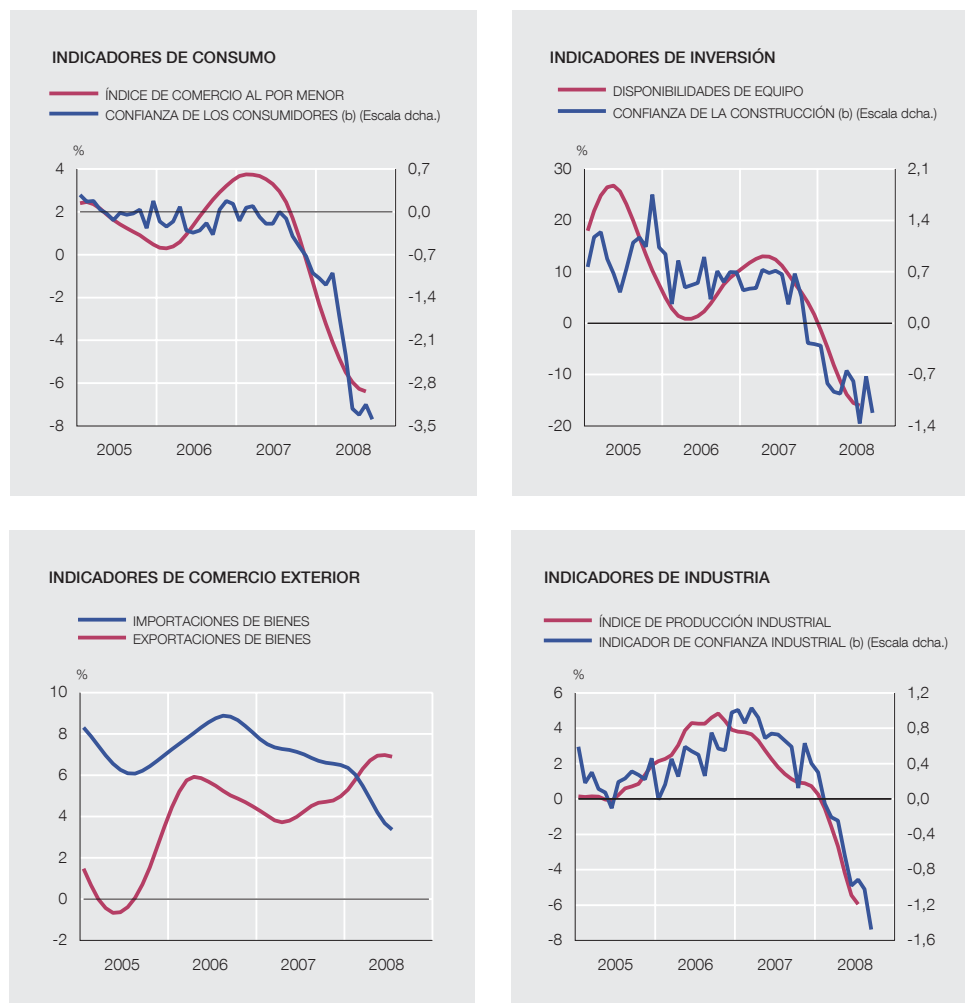 INDICADORES DE CONSUMO
ÍNDICE DE COMERCIO AL POR MENOR
CONFIANZA DE LOS CONSUMIDORES (b) (Escala dcha.)
%
4 0,7
2 0,0
0 -0,7
-2 -1,4
-4 -2,1
-6 -2,8
-8 -3,5
2005 2006 2007 2008
INDICADORES DE INVERSIÓN
DISPONIBILIDADES DE EQUIPO
CONFIANZA DE LA CONSTRUCCIÓN (b) (Escala dcha.)
%
30 2,1
20 1,4
10 0,7
0 0,0
-10 -0,7
-20 -1,4
2005 2006 2007 2008
INDICADORES DE COMERCIO EXTERIOR
IMPORTACIONES DE BIENES
EXPORTACIONES DE BIENES
%
10
8
6
4
2
0
-2
2005 2006 2007 2008
INDICADORES DE INDUSTRIA
ÍNDICE DE PRODUCCIÓN INDUSTRIAL
INDICADOR DE CONFIANZA INDUSTRIAL (b) (Escala dcha.)
%
6 1,2
4 0,8
2 0,4
0 0,0
-2 -0,4
-4 -0,8
-6 -1,2
-8 -1,6
2005 2006 2007 2008